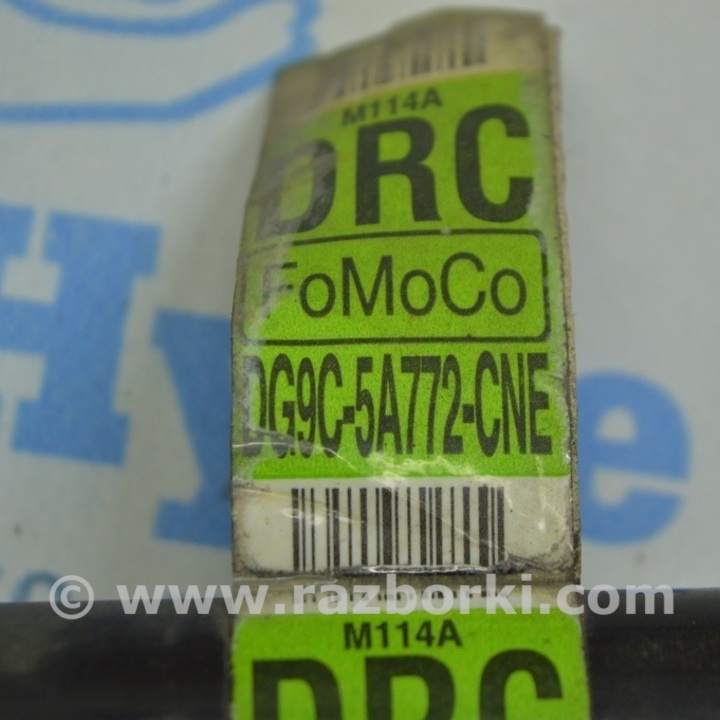 M114A
DRC
FoMoCo
DG9C-5A772-CNE
© www.razborki.com
M114A
DRC